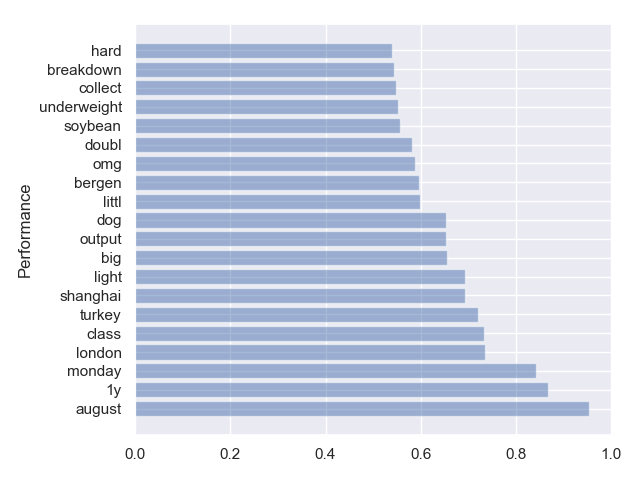 hard
breakdown
collect
underweight
soybean
doubl
omg
bergen
littl
dog
output
big
light
shanghai
turkey
class
london
monday
1y
august
Performance
0.0 0.2 0.4 0.6 0.8 1.0